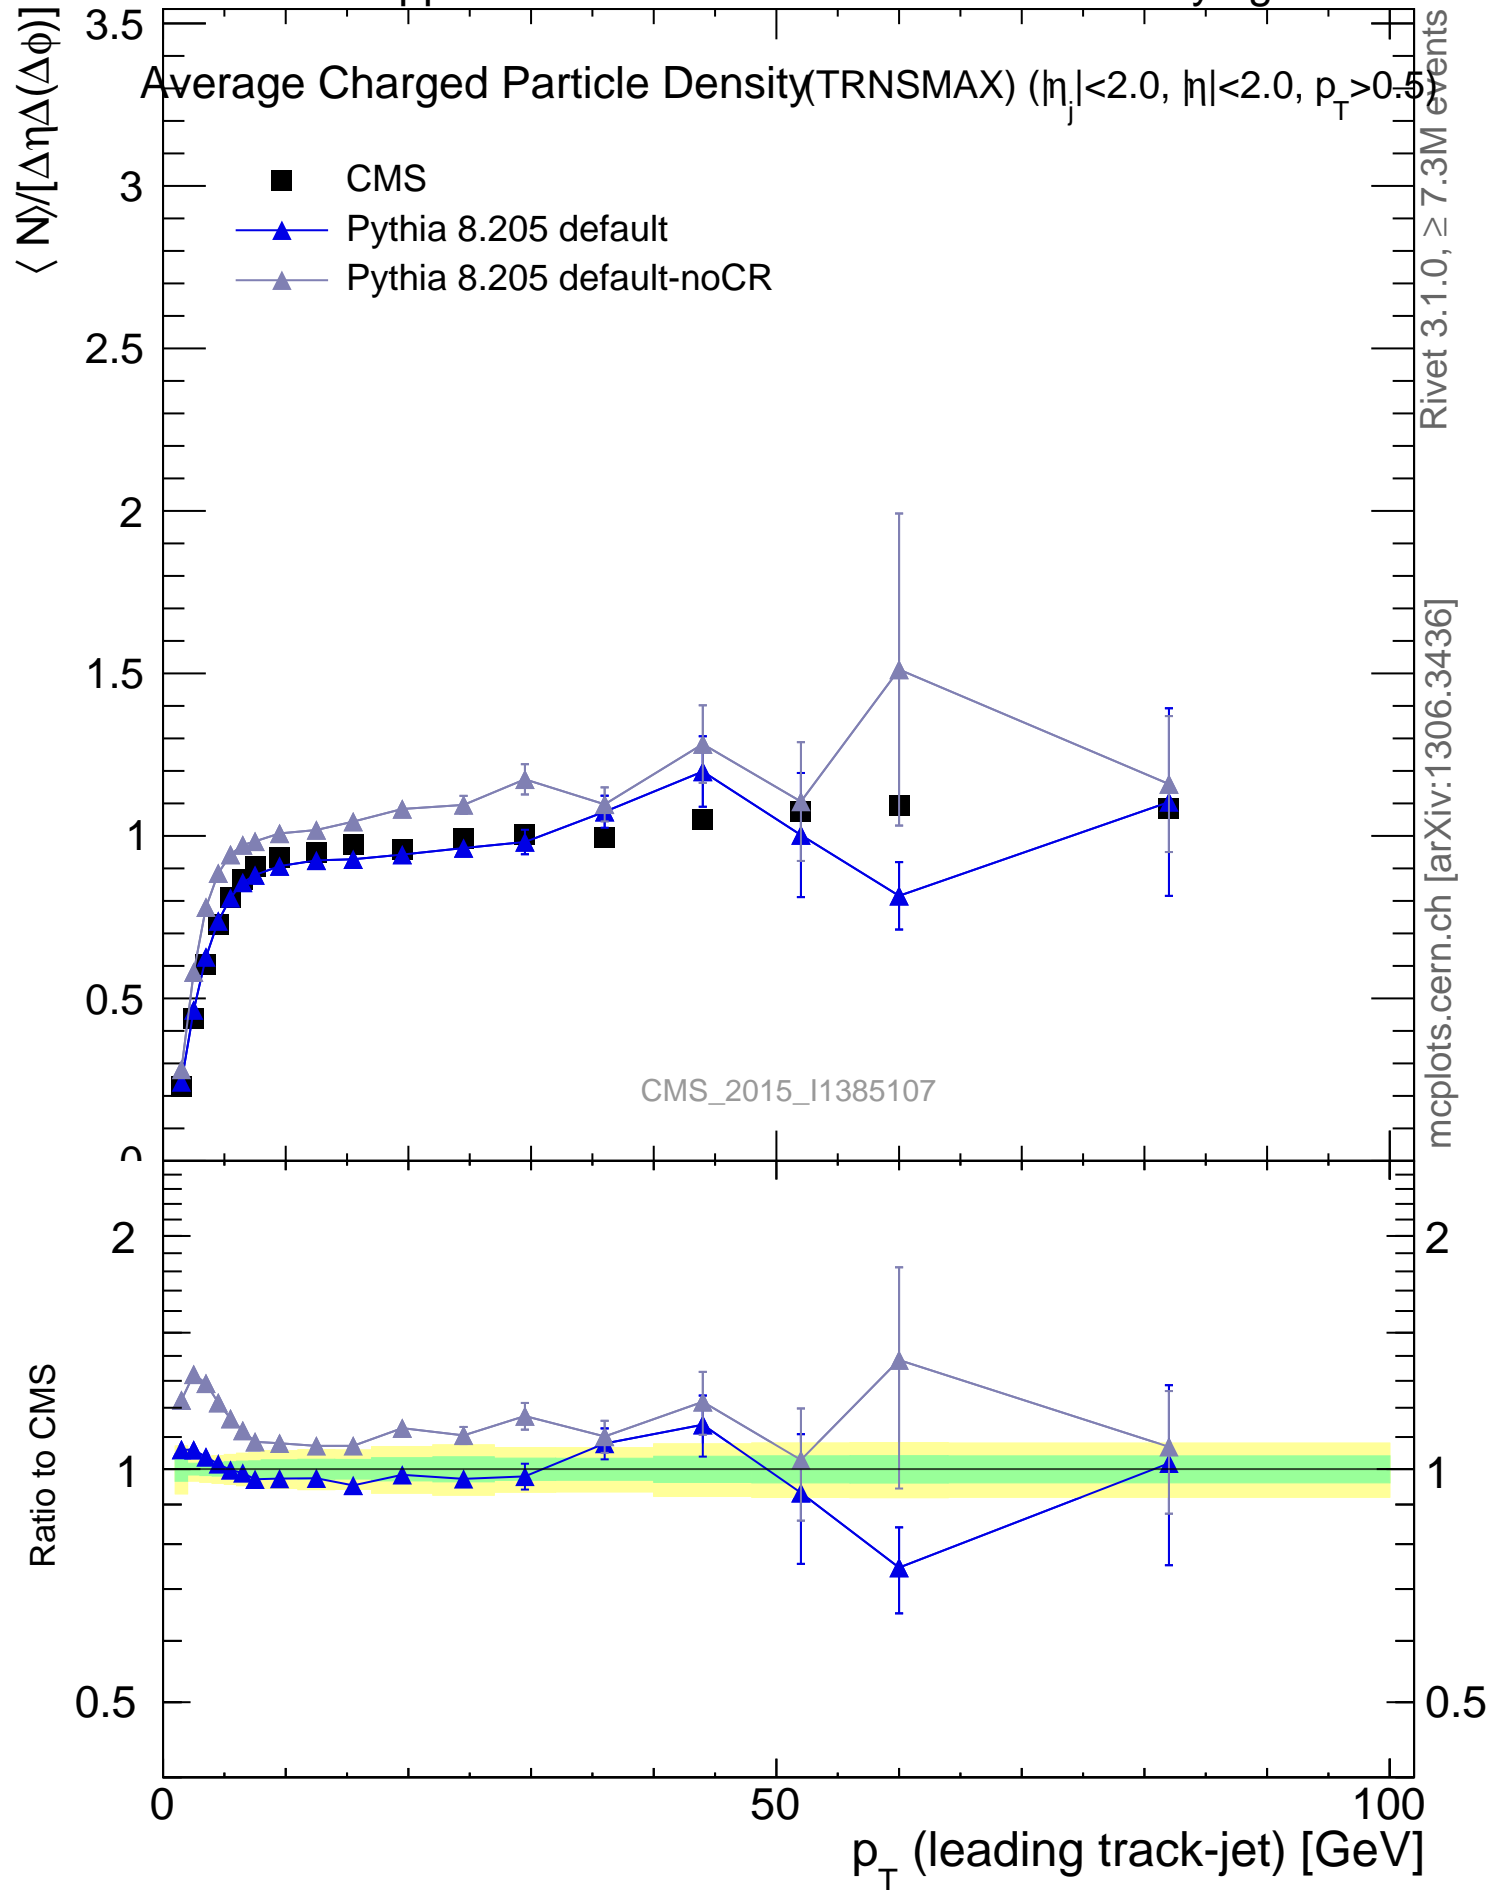 Average Charged Particle Density (TRNSMAX) (|ηj|<2.0, |η|<2.0, pT>0.5)
⟨ N⟩/[ΔηΔ(Δϕ)]
CMS
Pythia 8.205 default
Pythia 8.205 default-noCR
3.5
3
2.5
2
1.5
1
0.5
0
CMS_2015_I1385107
Rivet 3.1.0, ≥ 7.3M events
mcplots.cern.ch [arXiv:1306.3436]
Ratio to CMS
2
1
0.5
2
1
0.5
0
50
100
pT (leading track-jet) [GeV]